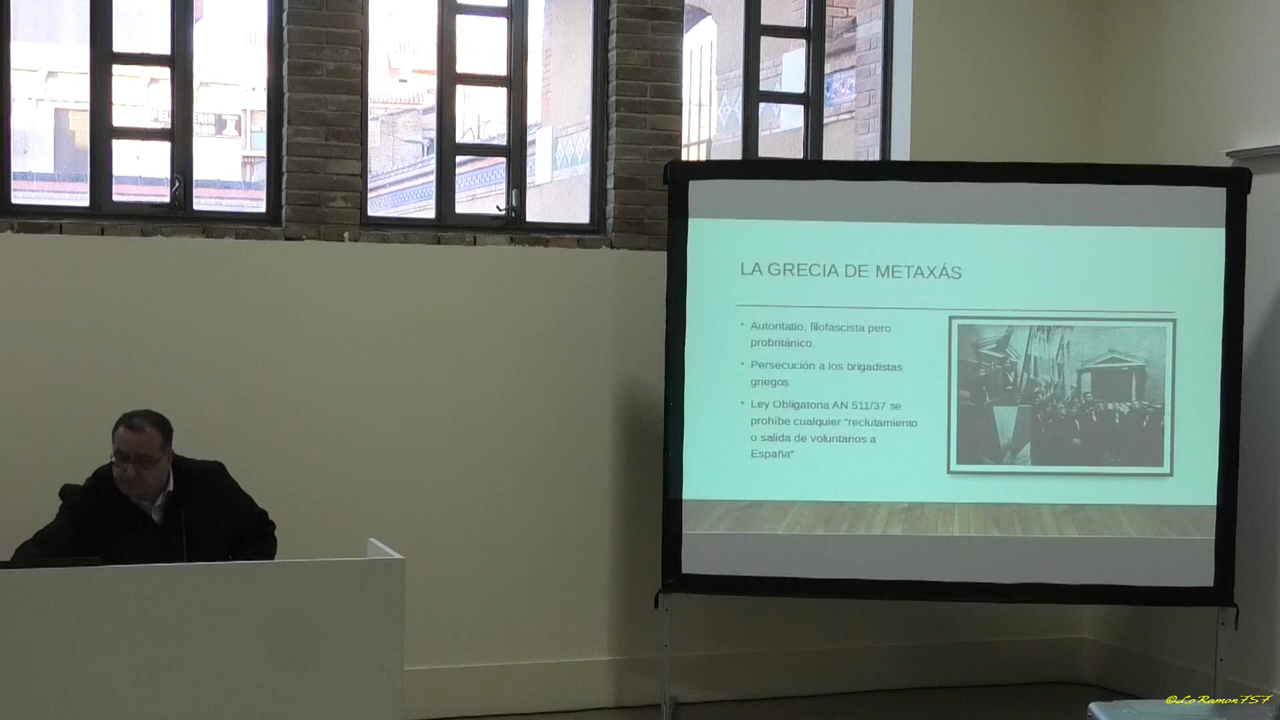 LA GRECIA DE METAXÁS
• Autoritatio, filofascista pero
probritánico.
• Persecución a los brigadistas
griegos
• Ley Obligatoria AN 511/37 se
prohíbe cualquier "reclutamiento
o salida de voluntarios a
España"
©LoRamon757